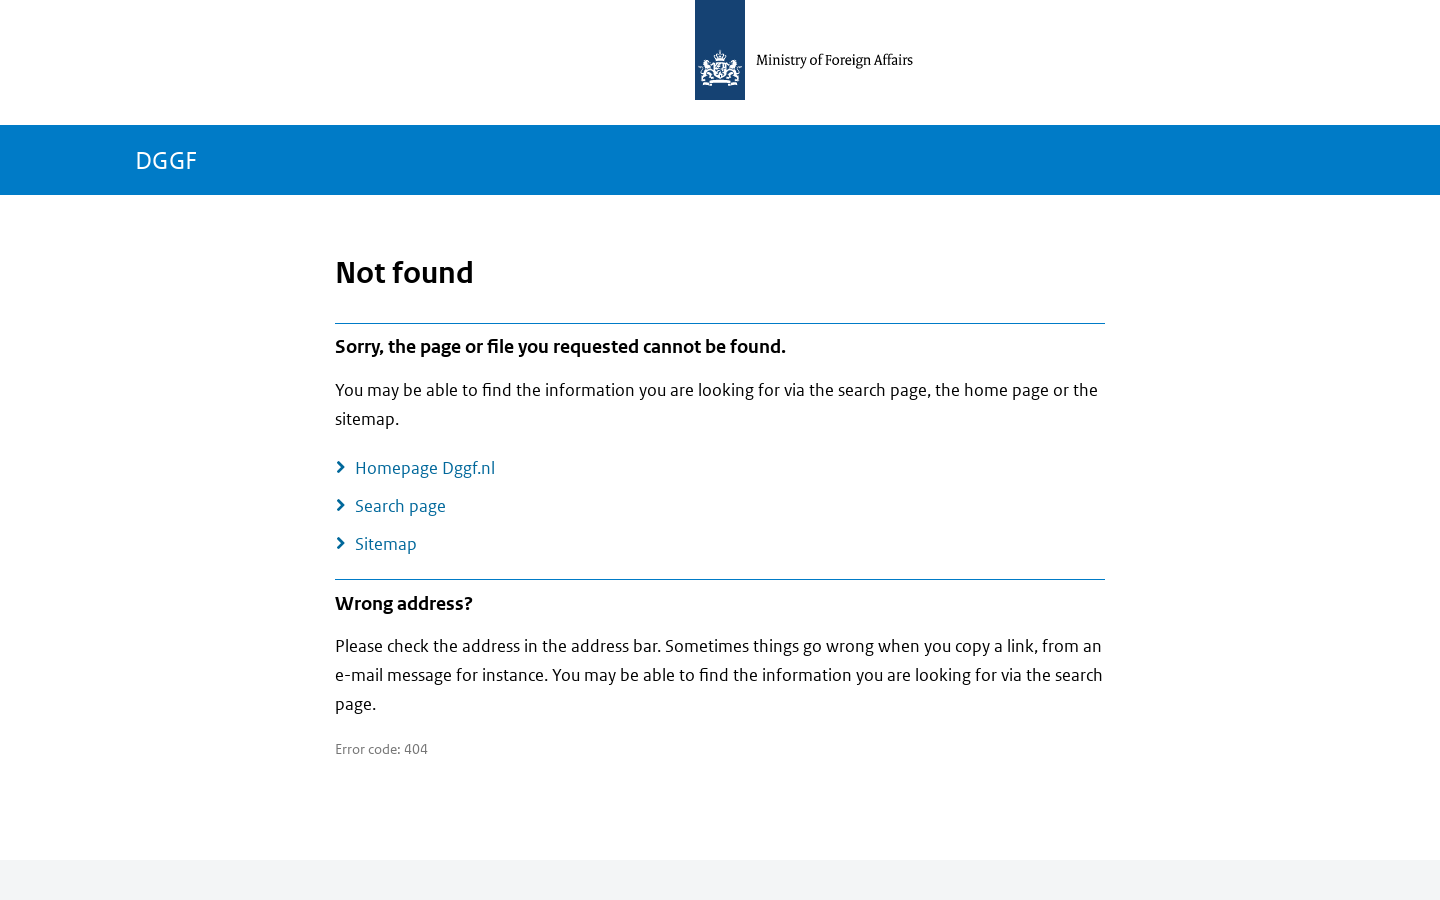 Ministry of Foreign Affairs
DGGF
Not found
Sorry, the page or file you requested cannot be found.
You may be able to find the information you are looking for via the search page, the home page or the
sitemap.
Homepage Dggf.nl
Search page
Sitemap
Wrong address?
Please check the address in the address bar. Sometimes things go wrong when you copy a link, from an
e-mail message for instance. You may be able to find the information you are looking for via the search
page.
Error code: 404